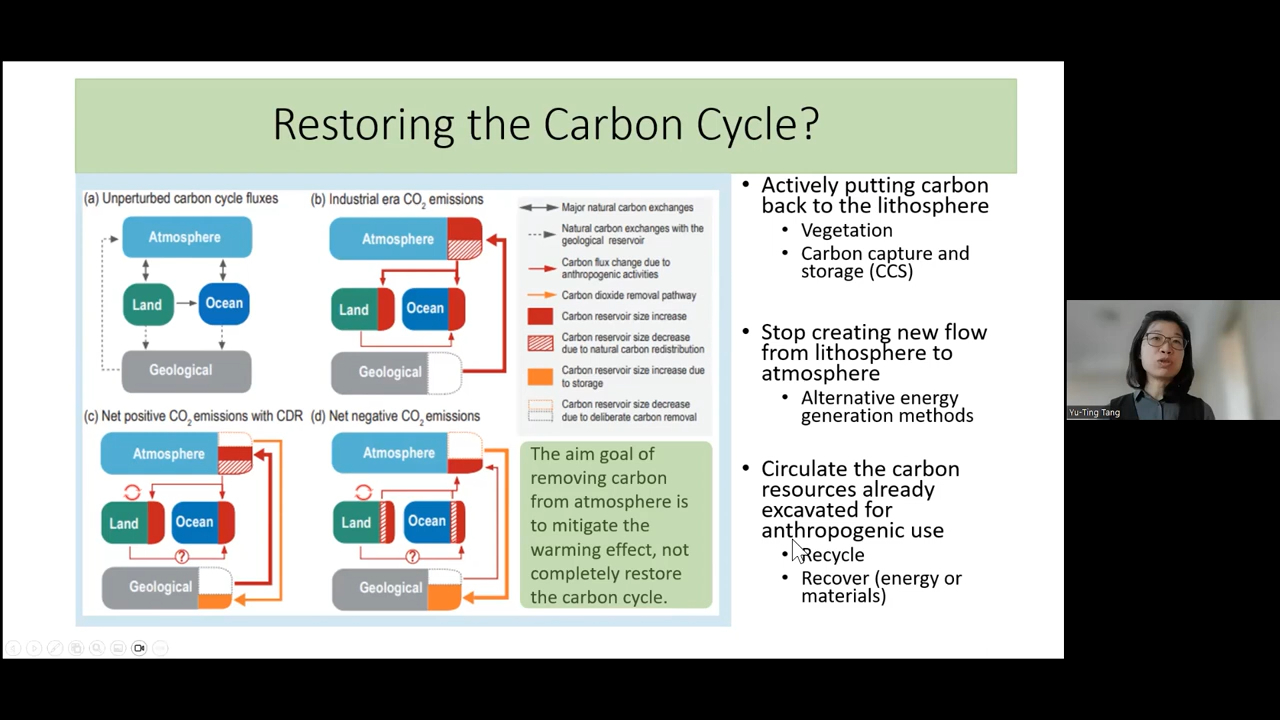 Restoring the Carbon Cycle?
(a) Unperturbed carbon cycle fluxes
Atmosphere
Land
Ocean
Geological
(b) Industrial era CO2 emissions
Atmosphere
Land
Ocean
Geological
(c) Net positive CO2 emissions with CDR
Atmosphere
Land
Ocean
?
Geological
(d) Net negative CO2 emissions
Atmosphere
Land
Ocean
?
Geological
Major natural carbon exchanges
Natural carbon exchanges with the
geological reservoir
Carbon flux change due to
anthropogenic activities
Carbon dioxide removal pathway
Carbon reservoir size increase
Carbon reservoir size decrease
due to natural carbon redistribution
Carbon reservoir size increase due
to storage
Carbon reservoir size decrease
due to deliberate carbon removal
The aim goal of
removing carbon
from atmosphere is
to mitigate the
warming effect, not
completely restore
the carbon cycle.
• Actively putting carbon
back to the lithosphere
• Vegetation
• Carbon capture and
storage (CCS)
• Stop creating new flow
from lithosphere to
atmosphere
• Alternative energy
generation methods
• Circulate the carbon
resources already
excavated for
anthropogenic use
• Recycle
• Recover (energy or
materials)
Yu-Ting Tang